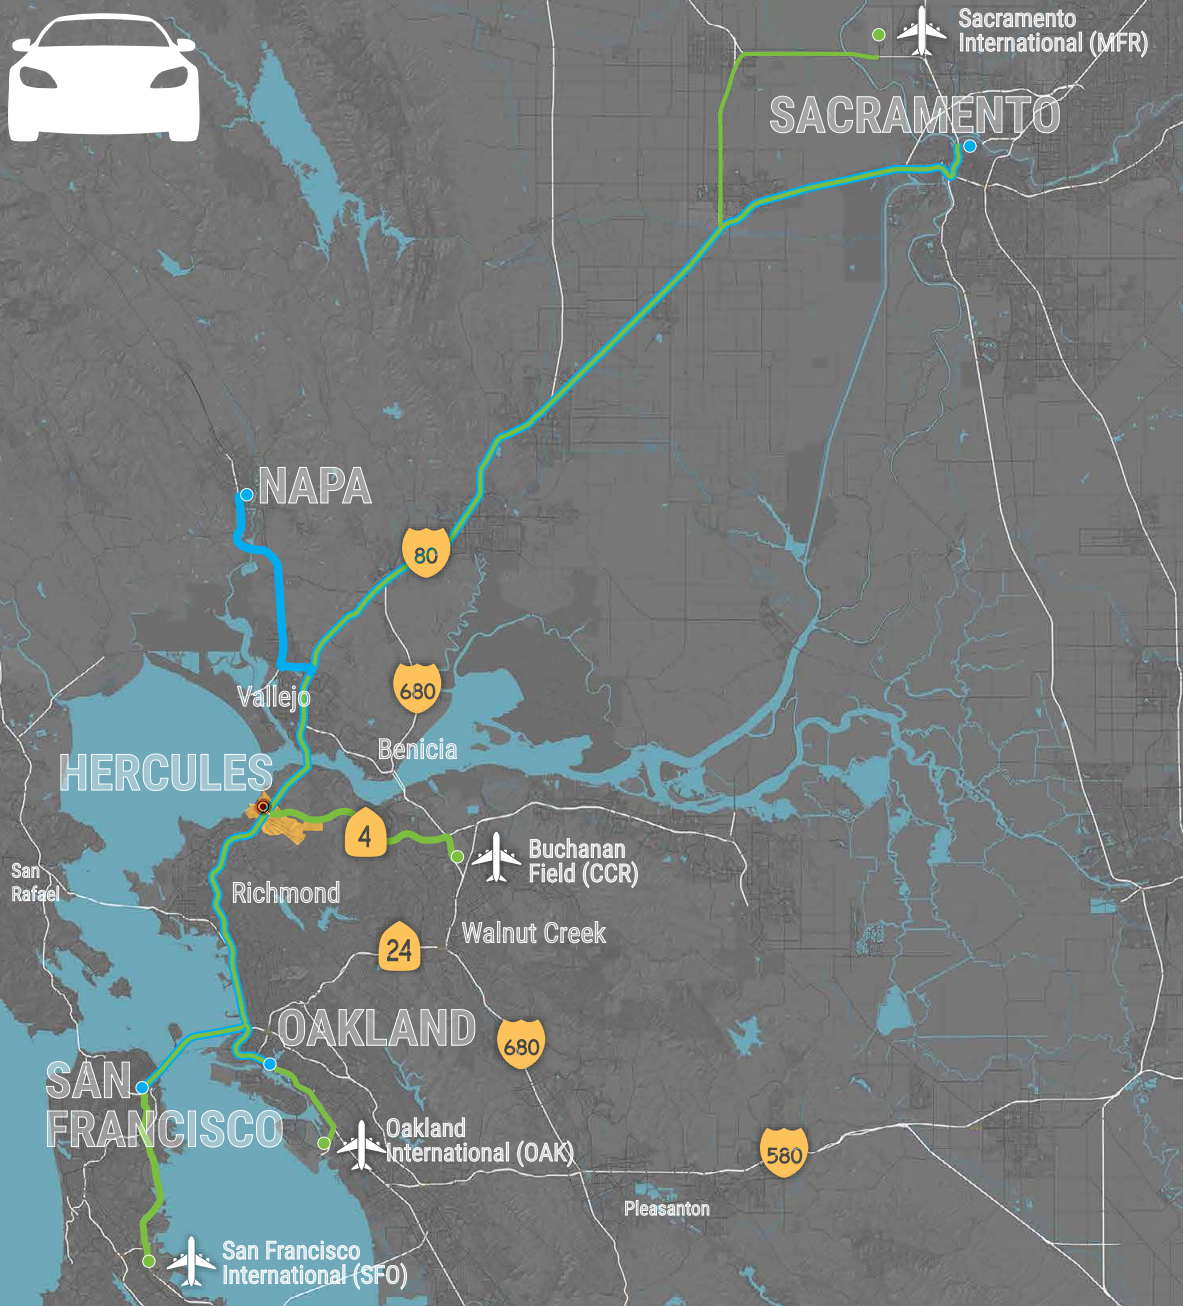 Sacramento
International (MFR)
SACRAMENTO
NAPA
80
680
Vallejo
Benicia
HERCULES
4
Buchanan
Field (CCR)
San
Rafael
Richmond
Walnut Creek
24
OAKLAND
680
SAN
FRANCISCO
Oakland
International (OAK)
580
Pleasanton
San Francisco
International (SFO)